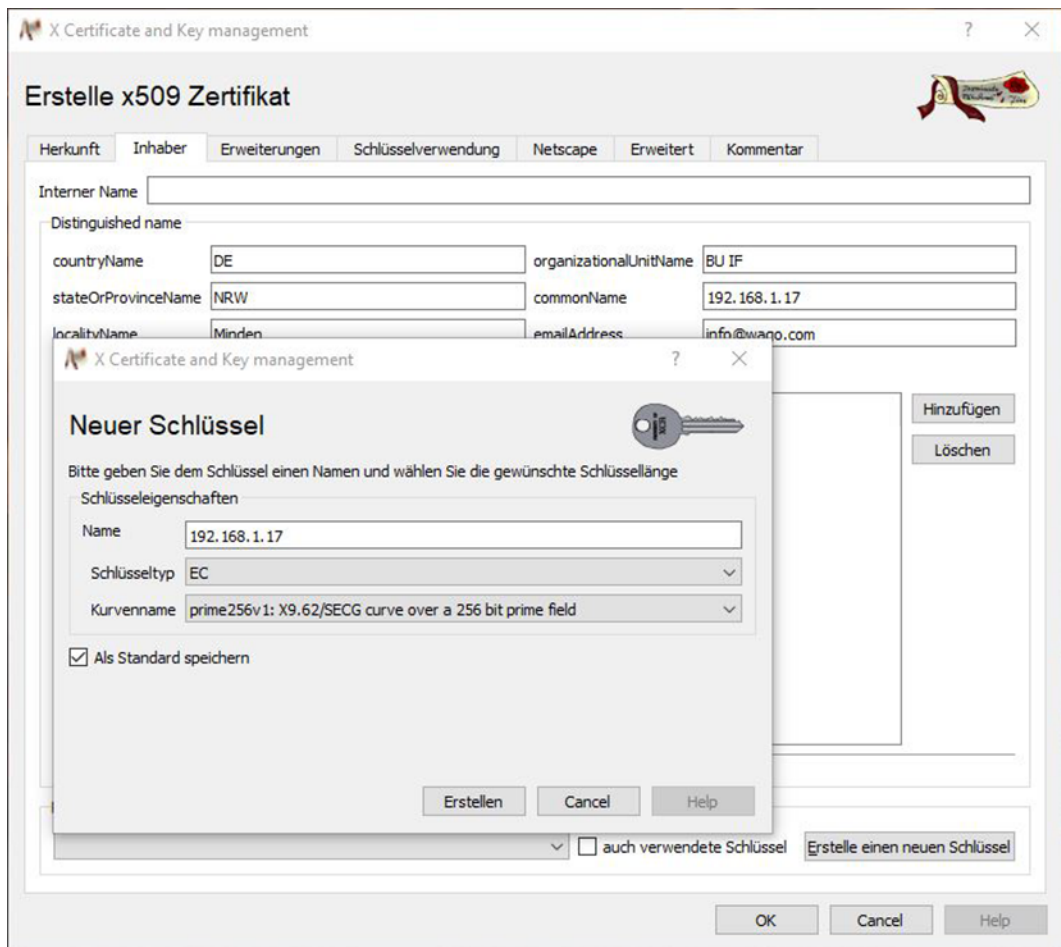 X Certificate and Key management
Erstelle x509 Zertifikat
Herkunft Inhaber Erweiterungen Schlüsselverwendung Netscape Erweitert Kommentar
Interner Name
Distinguished name
countryName DE organizationalUnitName BU IF
stateOrProvinceName NRW commonName 192.168.1.17
localityName Minden emailAddress info@wago.com
Hinzufügen
Löschen
X Certificate and Key management
Neuer Schlüssel
Bitte geben Sie dem Schlüssel einen Namen und wählen Sie die gewünschte Schlüssellänge
Schlüsseleigenschaften
Name 192.168.1.17
Schlüsseltyp EC
Kurvenname prime256v1: X9.62/SECG curve over a 256 bit prime field
Als Standard speichern
Erstellen Cancel Help
auch verwendete Schlüssel Erstelle einen neuen Schlüssel
OK Cancel Help